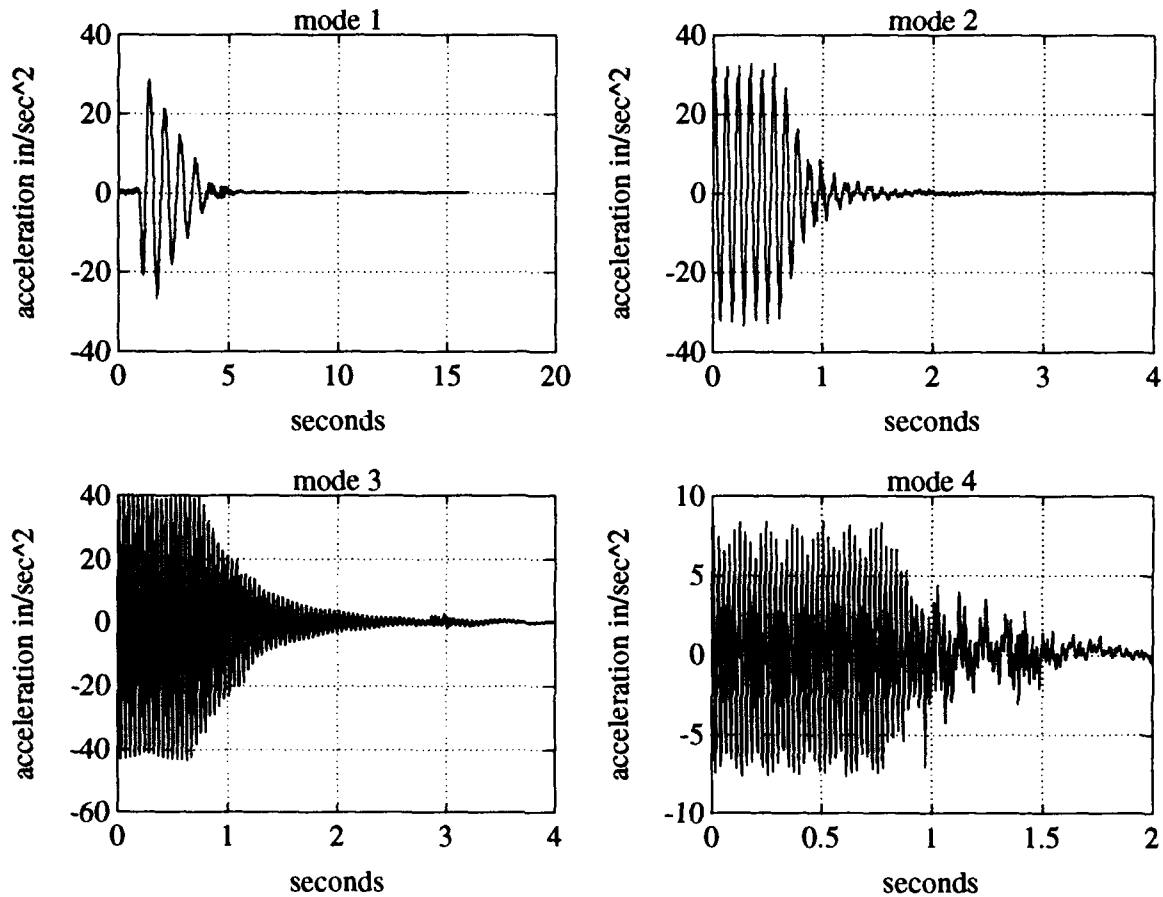 mode 1
acceleration in/sec^2
40
20
0
-20
-40
0 5 10 15 20
seconds
mode 2
acceleration in/sec^2
40
20
0
-20
-40
0 1 2 3 4
seconds
mode 3
acceleration in/sec^2
40
20
0
-20
-40
-60
0 1 2 3 4
seconds
mode 4
acceleration in/sec^2
10
5
0
-5
-10
0 0.5 1 1.5 2
seconds